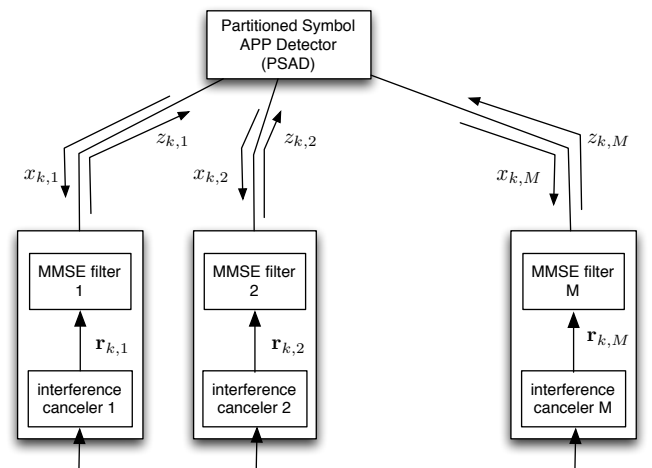 Partitioned Symbol
APP Detector
(PSAD)
z_{k,1}
z_{k,2}
z_{k,M}
x_{k,1}
x_{k,2}
x_{k,M}
MMSE filter
1
MMSE filter
2
MMSE filter
M
r_{k,1}
r_{k,2}
r_{k,M}
interference
canceler 1
interference
canceler 2
interference
canceler M